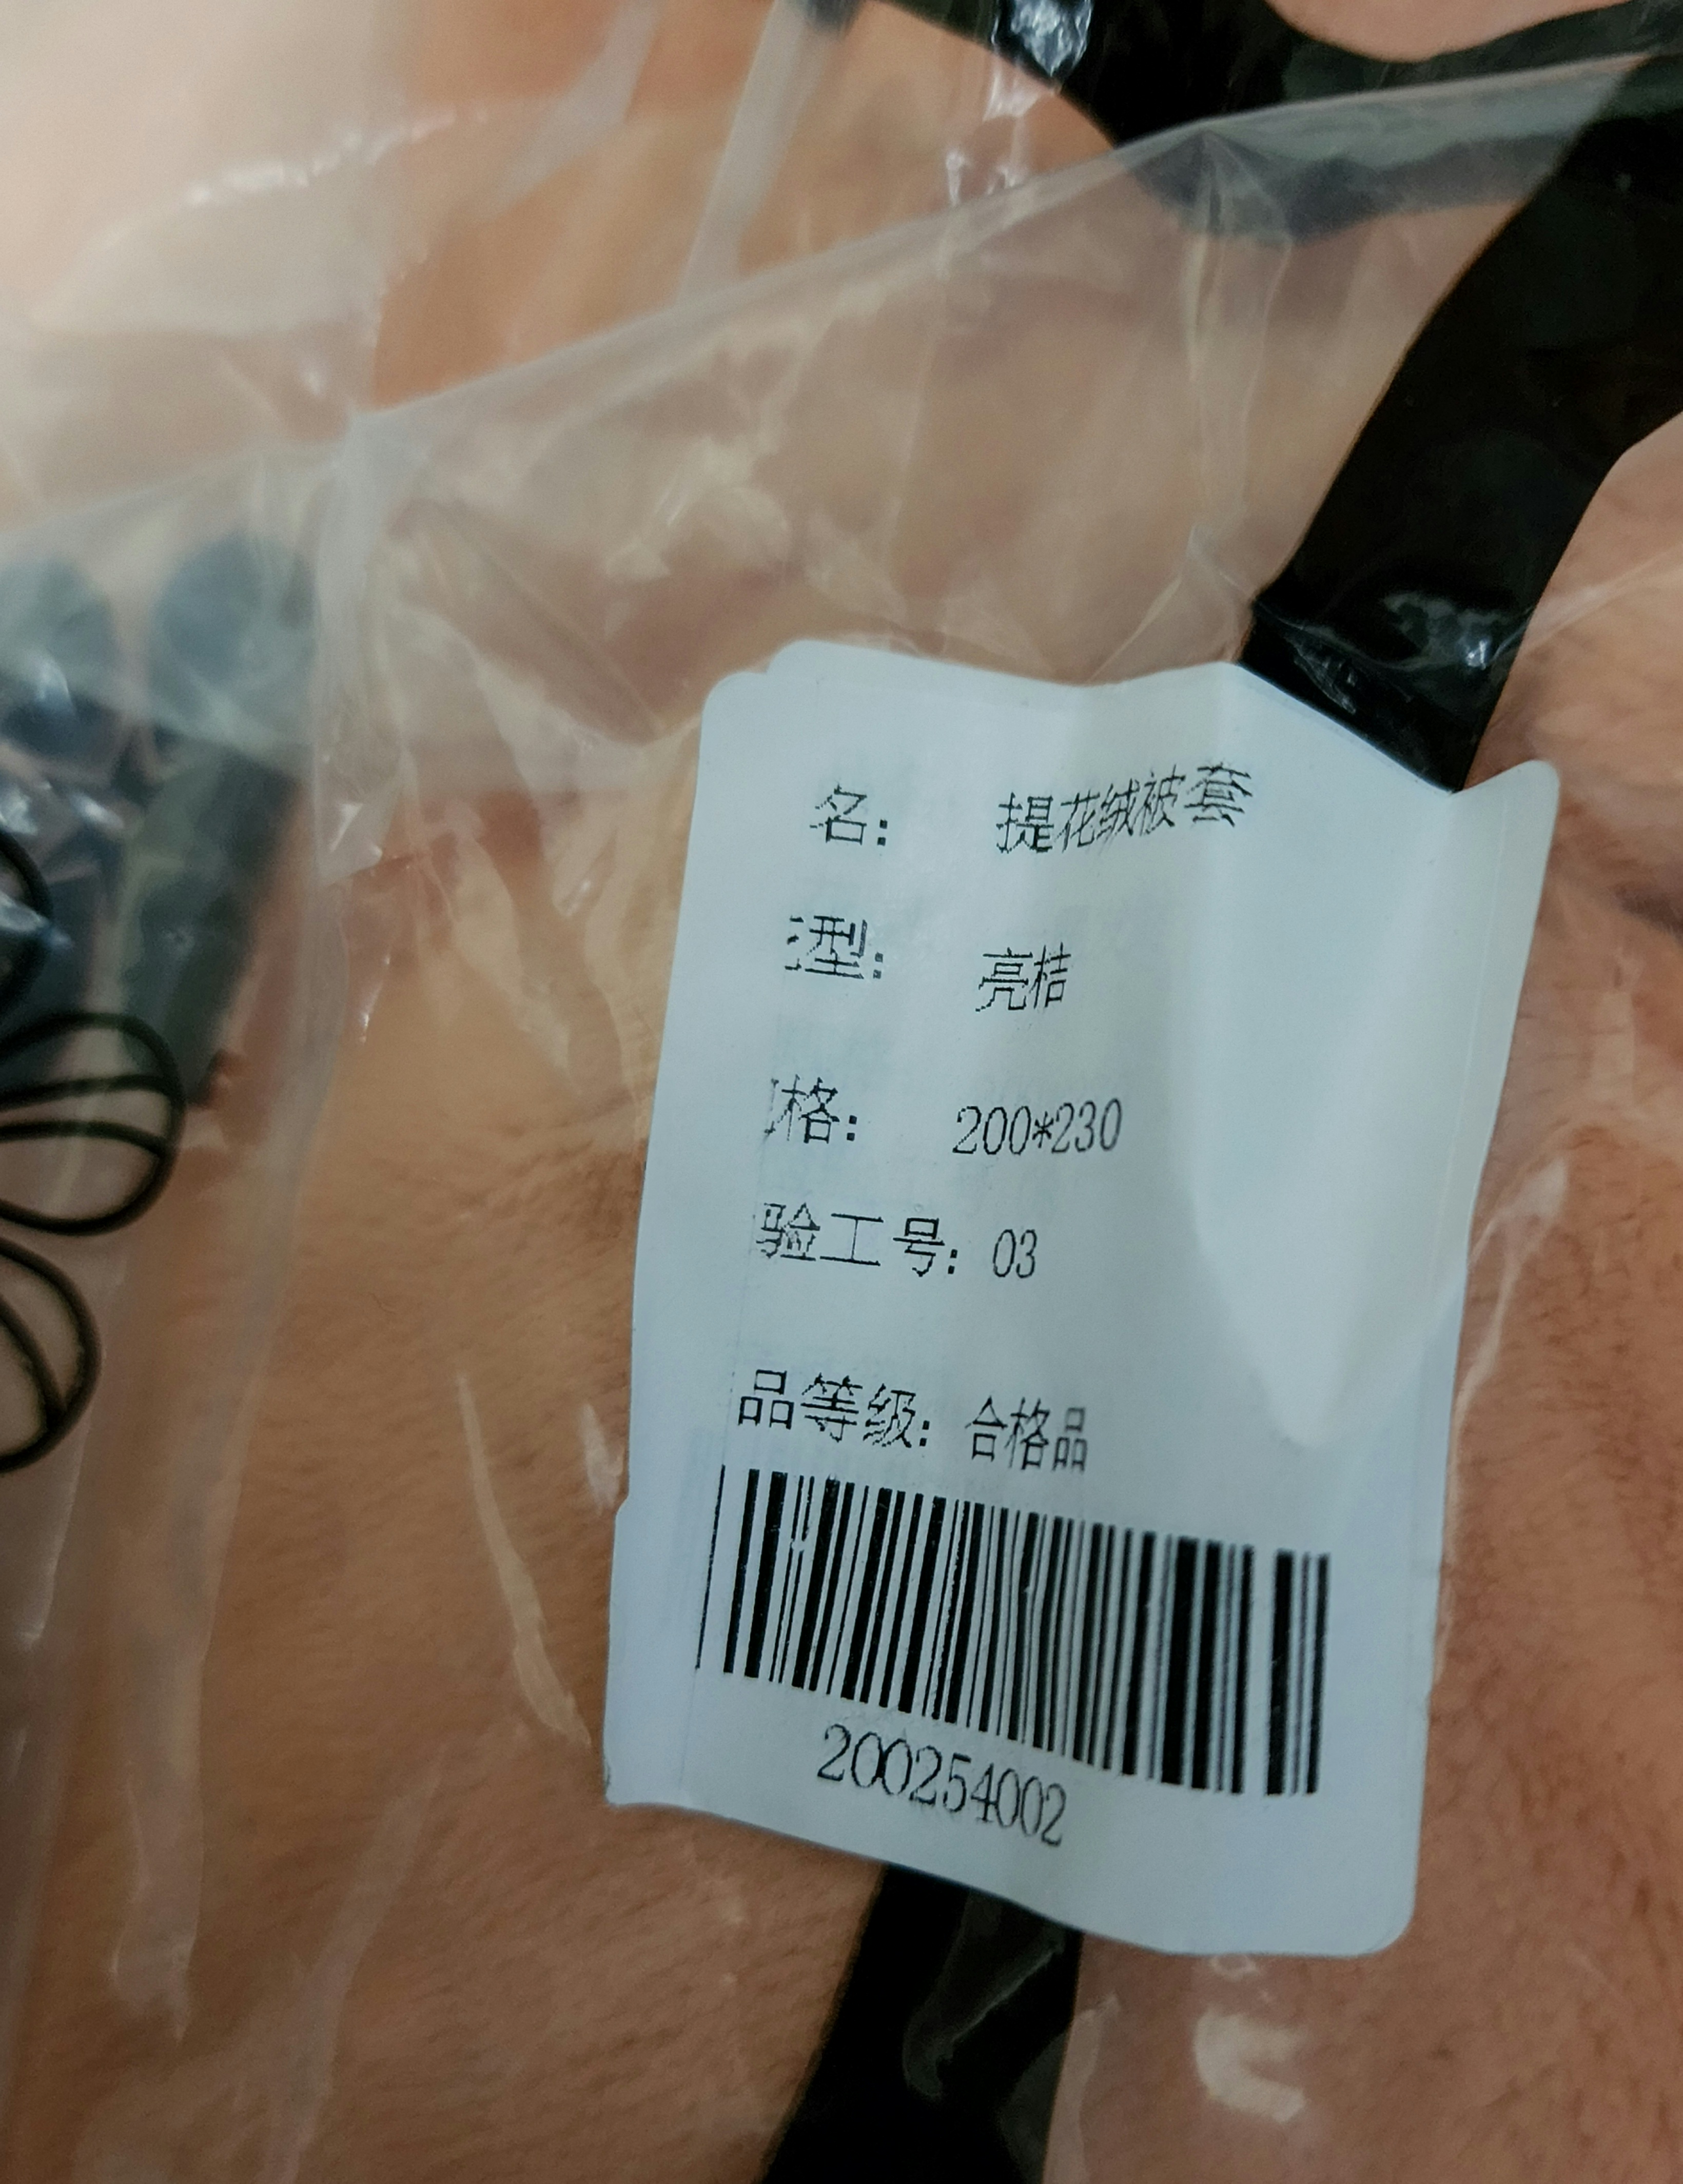 名： 提花绒被套
型： 亮桔
格： 200*230
验工号： 03
品等级： 合格品
200254002